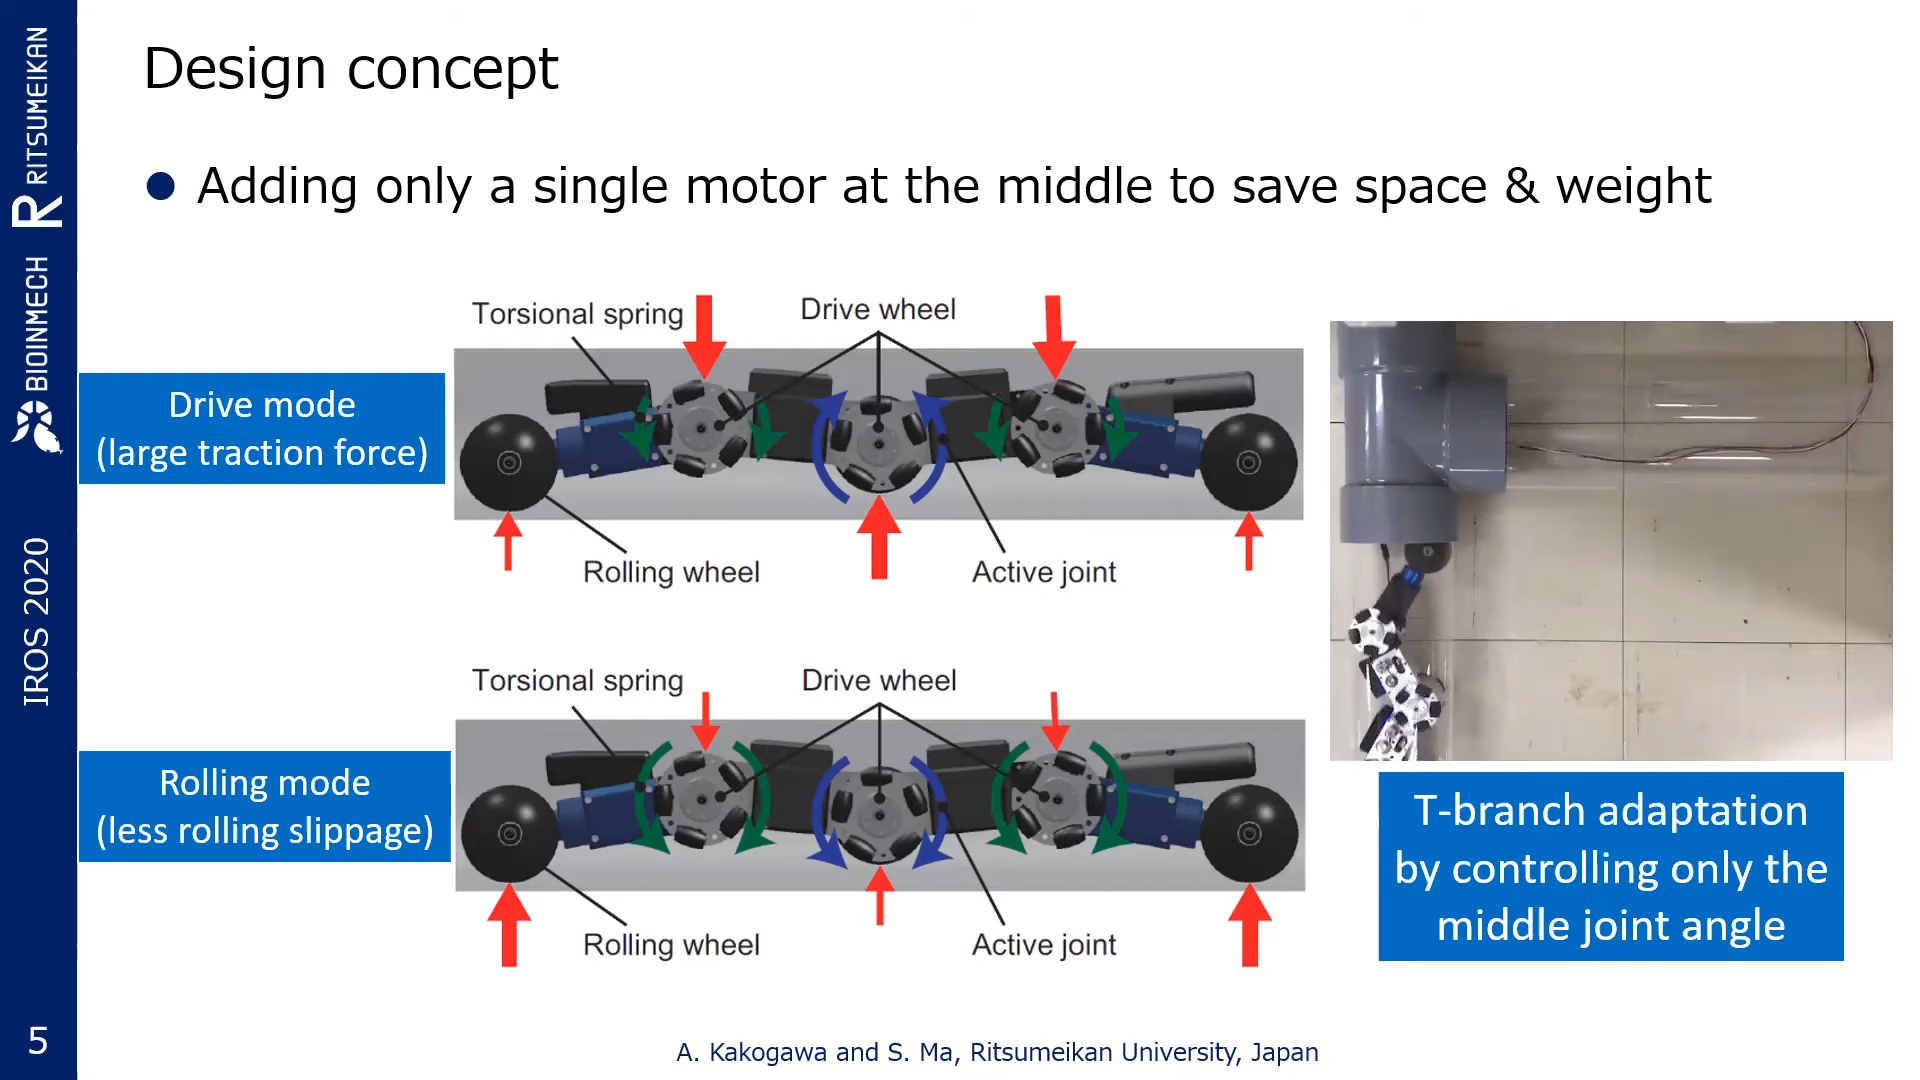 Design concept
Adding only a single motor at the middle to save space & weight
Torsional spring
Drive wheel
Drive mode
(large traction force)
Rolling wheel
Active joint
Torsional spring
Drive wheel
Rolling mode
(less rolling slippage)
Rolling wheel
Active joint
T-branch adaptation
by controlling only the
middle joint angle
A. Kakogawa and S. Ma, Ritsumeikan University, Japan
R RITSUMEIKAN
BIOINMECH
IROS 2020
5